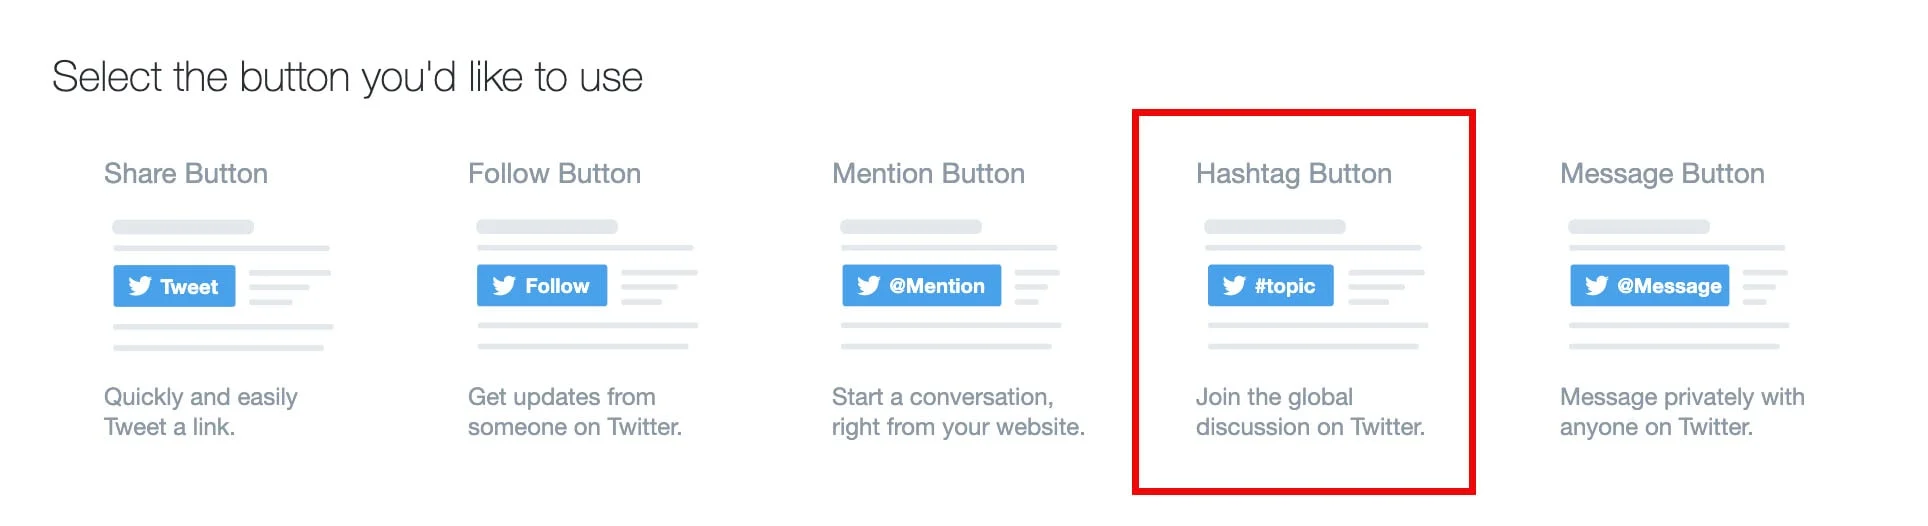 Select the button you'd like to use
Share Button
Tweet
Quickly and easily
Tweet a link.
Follow Button
Follow
Get updates from
someone on Twitter.
Mention Button
@Mention
Start a conversation,
right from your website.
Hashtag Button
#topic
Join the global
discussion on Twitter.
Message Button
@Message
Message privately with
anyone on Twitter.